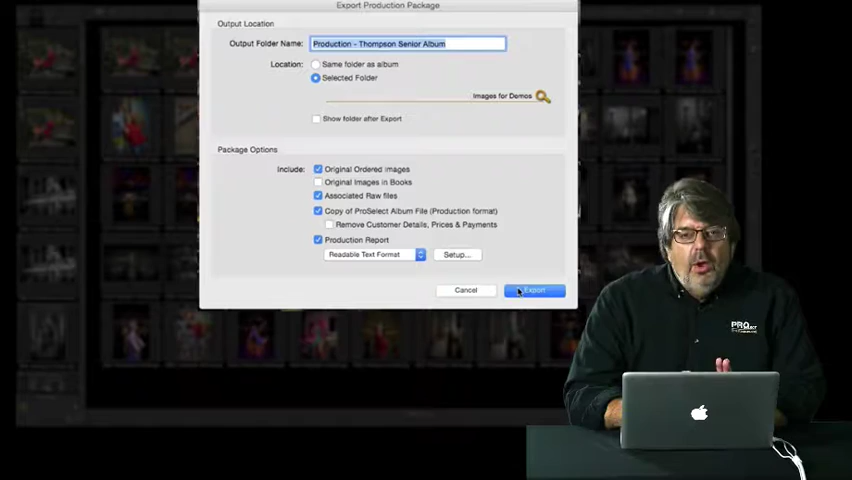 Export Production Package
Output Location
Output Folder Name: Production - Thompson Senior Album
Location: Same folder as album
Selected Folder
Images for Demos
Show folder after Export
Package Options
Include: Original Ordered Images
Original Images in Books
Associated Raw files
Copy of ProSelect Album File (Production format)
Remove Customer Details, Prices & Payments
Production Report
Readable Text Format Setup...
Cancel Export
PROSelect